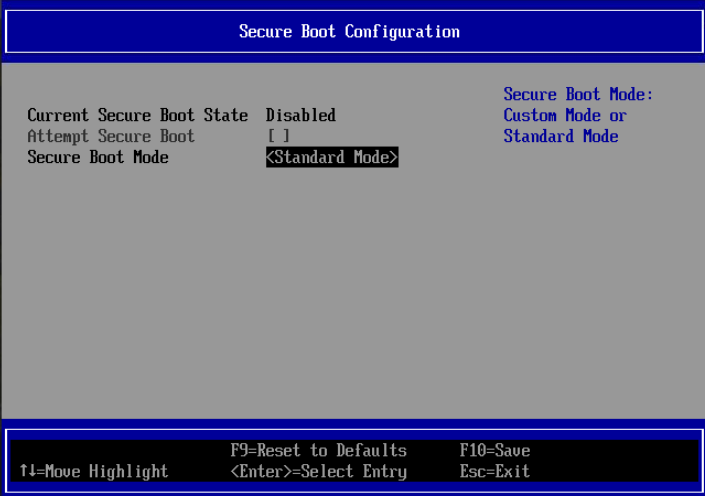 Secure Boot Configuration
Secure Boot Mode:
Current Secure Boot State Disabled Custom Mode or
Attempt Secure Boot [ ] Standard Mode
Secure Boot Mode <Standard Mode>
F9=Reset to Defaults F10=Save
↑↓=Move Highlight <Enter>=Select Entry Esc=Exit